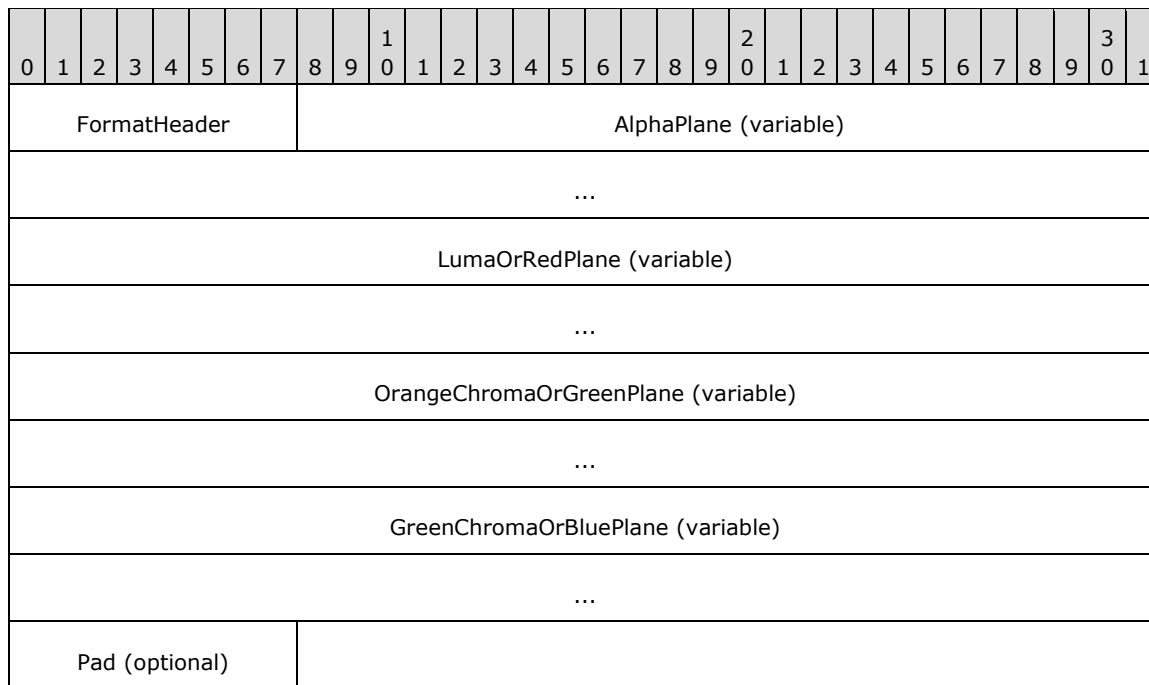 1 2 3
0 1 2 3 4 5 6 7 8 9 0 1 2 3 4 5 6 7 8 9 0 1 2 3 4 5 6 7 8 9 0 1
FormatHeader AlphaPlane (variable)
...
LumaOrRedPlane (variable)
...
OrangeChromaOrGreenPlane (variable)
...
GreenChromaOrBluePlane (variable)
...
Pad (optional)